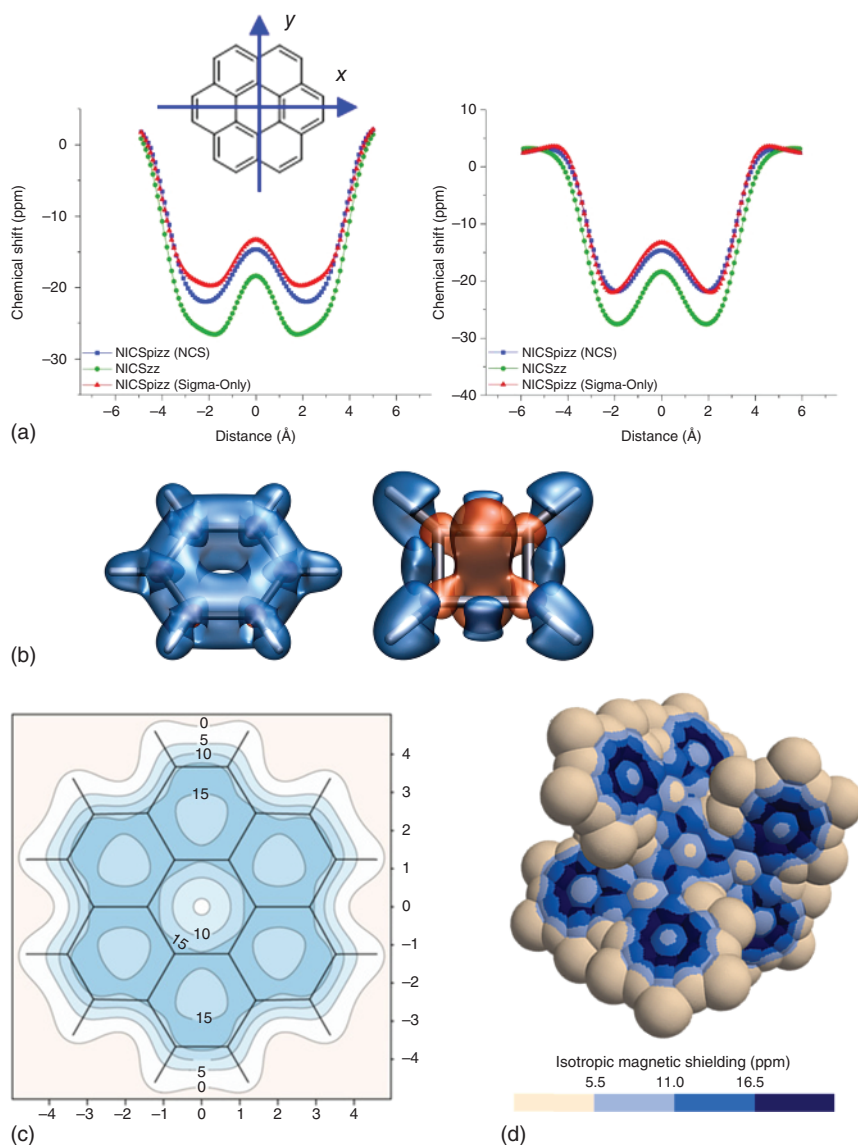 y
x
0
−10
−20
−30
Chemical shift (ppm)
NICSpizz (NCS)
NICSzz
NICSpizz (Sigma-Only)
−6 −4 −2 0 2 4 6
Distance (Å)
10
0
−10
−20
−30
−40
Chemical shift (ppm)
NICSpizz (NCS)
NICSzz
NICSpizz (Sigma-Only)
−6 −4 −2 0 2 4 6
Distance (Å)
(a)
(b)
0
5
10
15
15
10
15
5
0
4
3
2
1
0
−1
−2
−3
−4
−4 −3 −2 −1 0 1 2 3 4
(c)
Isotropic magnetic shielding (ppm)
5.5 11.0 16.5
(d)